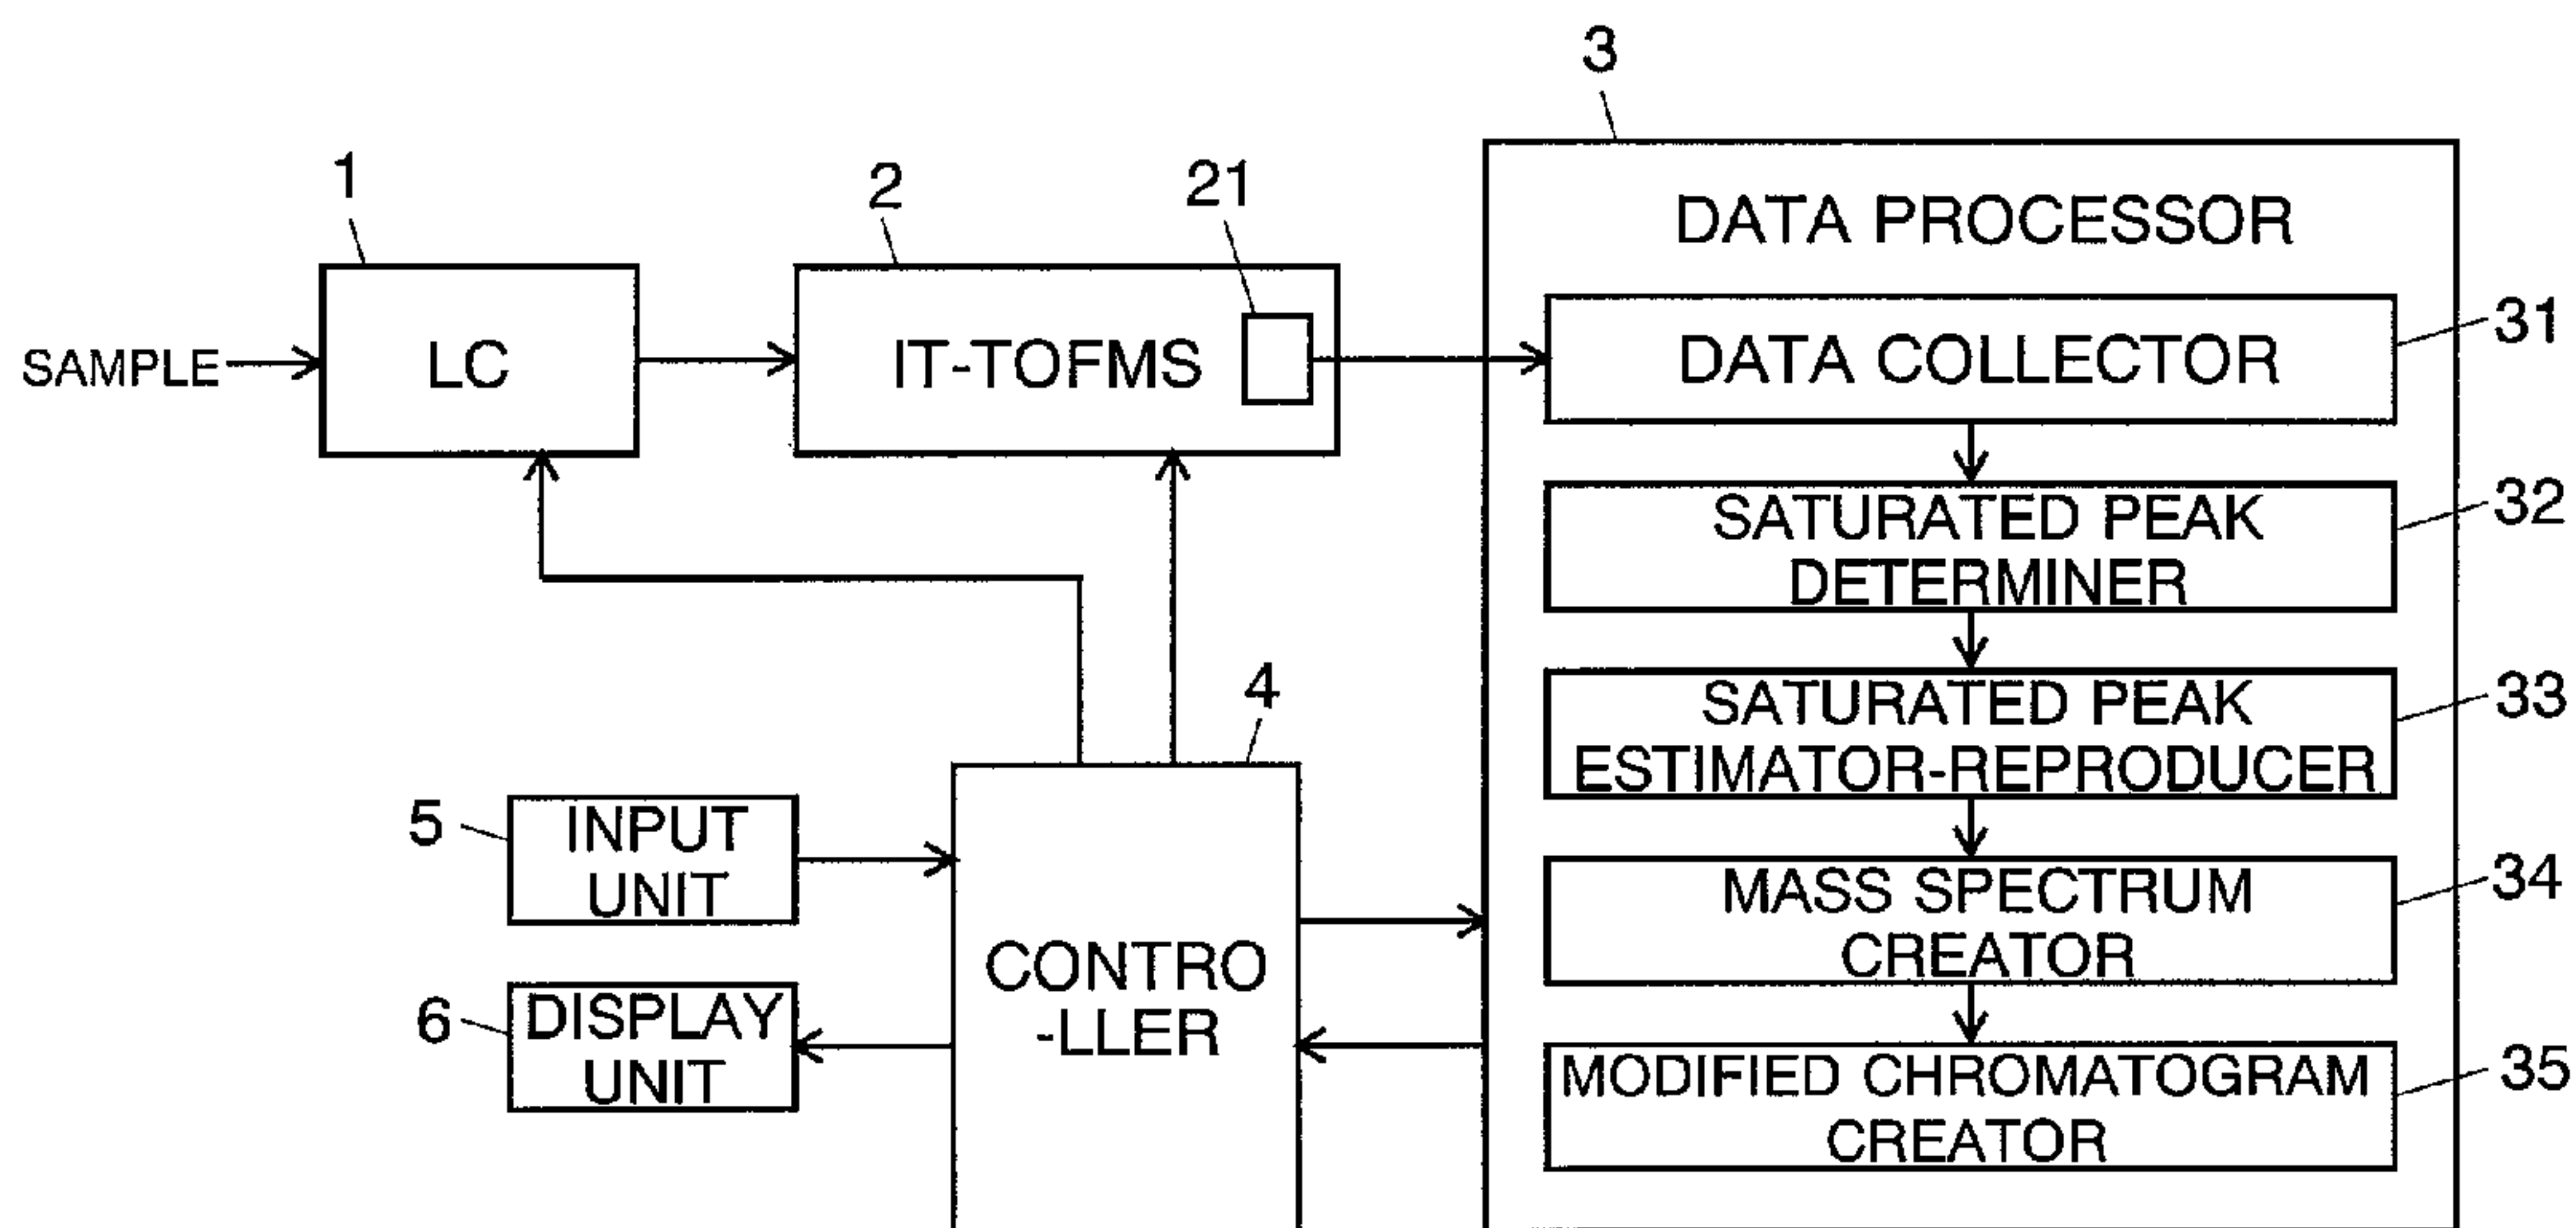 3
1
2
21
DATA PROCESSOR
31
SAMPLE
LC
IT-TOFMS
DATA COLLECTOR
32
SATURATED PEAK
DETERMINER
4
33
SATURATED PEAK
ESTIMATOR-REPRODUCER
5
INPUT
UNIT
34
MASS SPECTRUM
CREATOR
CONTRO
-LLER
6
DISPLAY
UNIT
35
MODIFIED CHROMATOGRAM
CREATOR